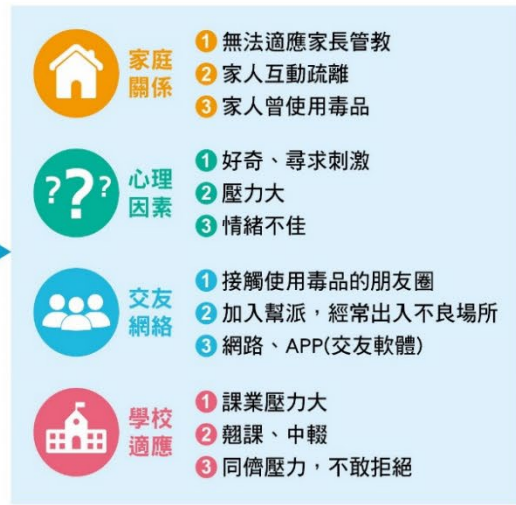 家庭
關係
1 無法適應家長管教
2 家人互動疏離
3 家人曾使用毒品
???
心理
因素
1 好奇、尋求刺激
2 壓力大
3 情緒不佳
交友
網絡
1 接觸使用毒品的朋友圈
2 加入幫派，經常出入不良場所
3 網路、APP(交友軟體)
學校
適應
1 課業壓力大
2 翹課、中輟
3 同儕壓力，不敢拒絕